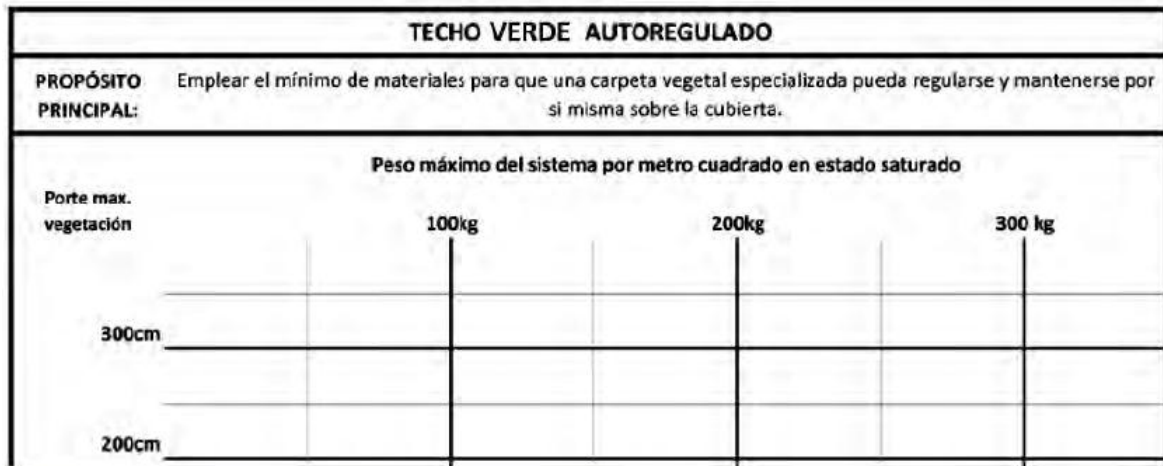 TECHO VERDE AUTOREGULADO
PROPÓSITO PRINCIPAL:
Emplear el mínimo de materiales para que una carpeta vegetal especializada pueda regularse y mantenerse por
si misma sobre la cubierta.
Peso máximo del sistema por metro cuadrado en estado saturado
Porte max.
vegetación
100kg 200kg 300 kg
300cm
200cm